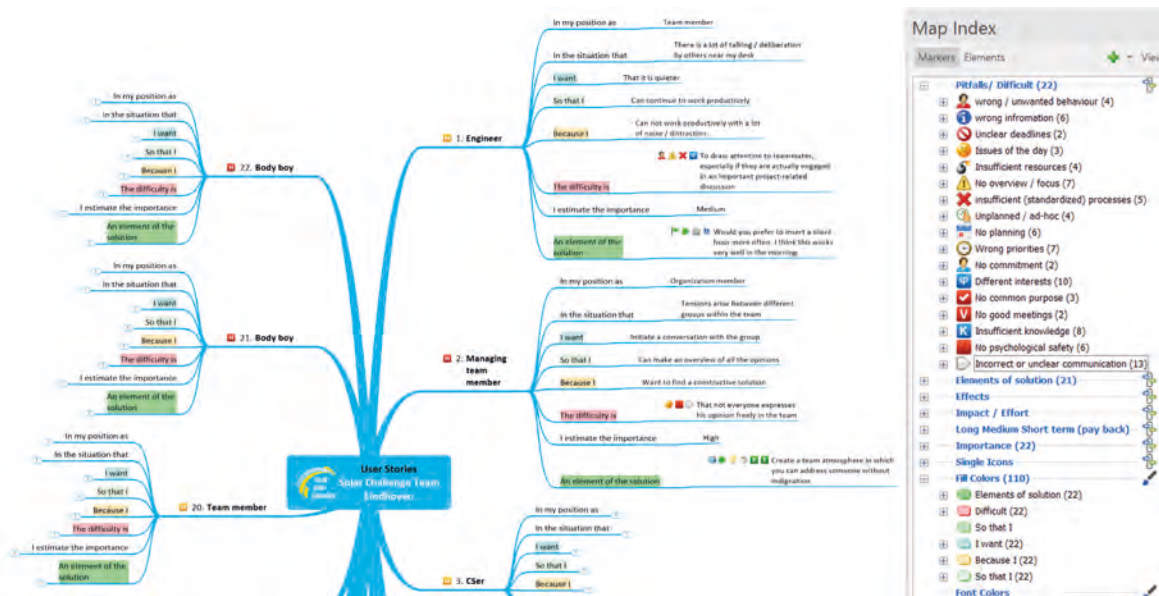 In my position as
In the situation that
I want
So that I
Because I
The difficulty is
I estimate the importance
An element of the
solution
22. Body boy
In my position as
In the situation that
I want
So that I
Because I
The difficulty is
I estimate the importance
An element of the
solution
21. Body boy
In my position as
In the situation that
I want
So that I
Because I
The difficulty is
I estimate the importance
An element of the
solution
20. Team member
User Stories
Solar Challenge Team
Eindhoven
1. Engineer
In my position as
Team member
In the situation that
There is a lot of talking / deliberation
by others near my desk
I want
That it is quieter
So that I
Can continue to work productively
Because I
Can not work productively with a lot
of noise / distraction
The difficulty is
To draw attention to teammates,
especially if they are actually engaged
in an important project-related
discussion
I estimate the importance
Medium
An element of the
solution
Would you prefer to insert a silent
hour more often. I think this works
very well in the morning
2. Managing
team
member
In my position as
Organization member
In the situation that
Tensions arise between different
groups within the team
I want
Initiate a conversation with the group
So that I
Can make an overview of all the opinions
Because I
Want to find a constructive solution
The difficulty is
That not everyone expresses
his opinion freely in the team
I estimate the importance
High
An element of the solution
Create a team atmosphere in which
you can address someone without
indignation
3. CSer
In my position as
In the situation that
I want
So that I
Because I
Map Index
Markers Elements
View
Pitfalls/ Difficult (22)
wrong / unwanted behaviour (4)
wrong infromation (6)
Unclear deadlines (2)
Issues of the day (3)
Insufficient resources (4)
No overview / focus (7)
insufficient (standardized) processes (5)
Unplanned / ad-hoc (4)
No planning (6)
Wrong priorities (7)
No commitment (2)
Different interests (10)
No common purpose (3)
No good meetings (2)
Insufficient knowledge (8)
No psychological safety (6)
Incorrect or unclear communication (13)
Elements of solution (21)
Effects
Impact / Effort
Long Medium Short term (pay back)
Importance (22)
Single Icons
Fill Colors (110)
Elements of solution (22)
Difficult (22)
So that I
I want (22)
Because I (22)
So that I (22)
Font Colors